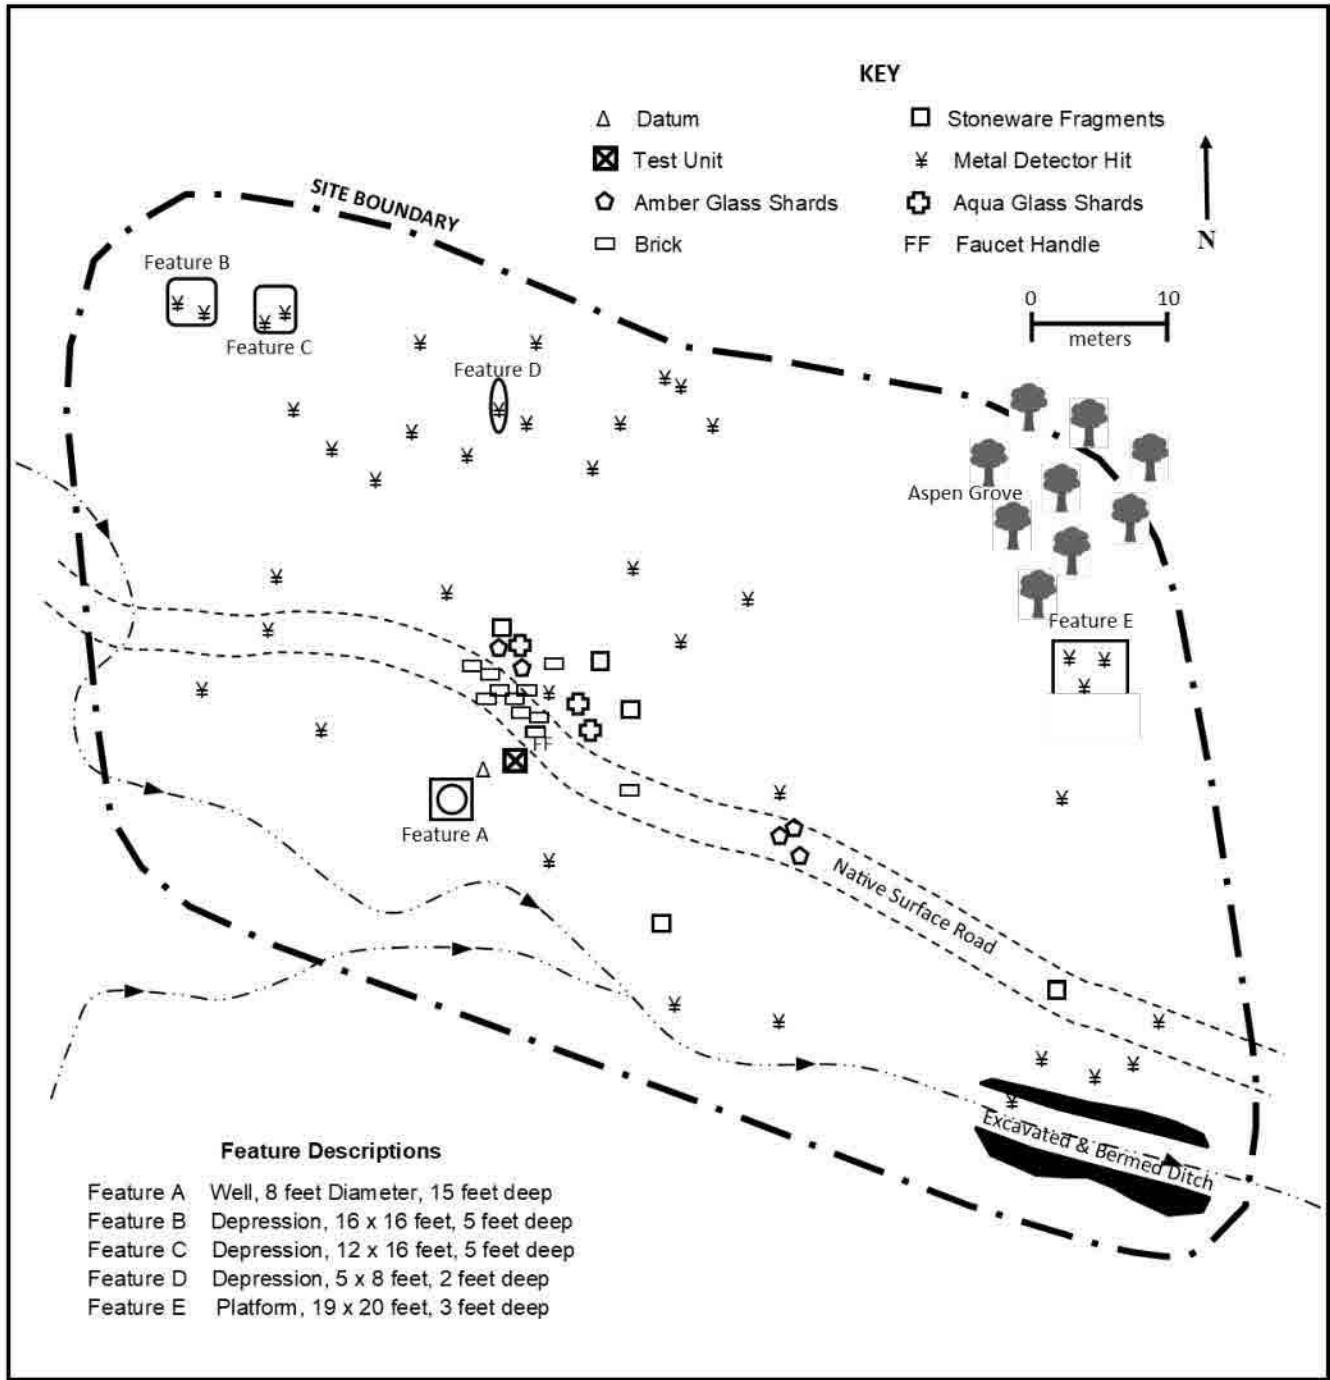 KEY
Datum
Stoneware Fragments
Test Unit
Metal Detector Hit
Amber Glass Shards
Aqua Glass Shards
Brick
FF Faucet Handle
N
0 10
meters
SITE BOUNDARY
Feature B
Feature C
Feature D
Aspen Grove
Feature E
FF
Feature A
Native Surface Road
Excavated & Bermed Ditch
Feature Descriptions
Feature A Well, 8 feet Diameter, 15 feet deep
Feature B Depression, 16 x 16 feet, 5 feet deep
Feature C Depression, 12 x 16 feet, 5 feet deep
Feature D Depression, 5 x 8 feet, 2 feet deep
Feature E Platform, 19 x 20 feet, 3 feet deep